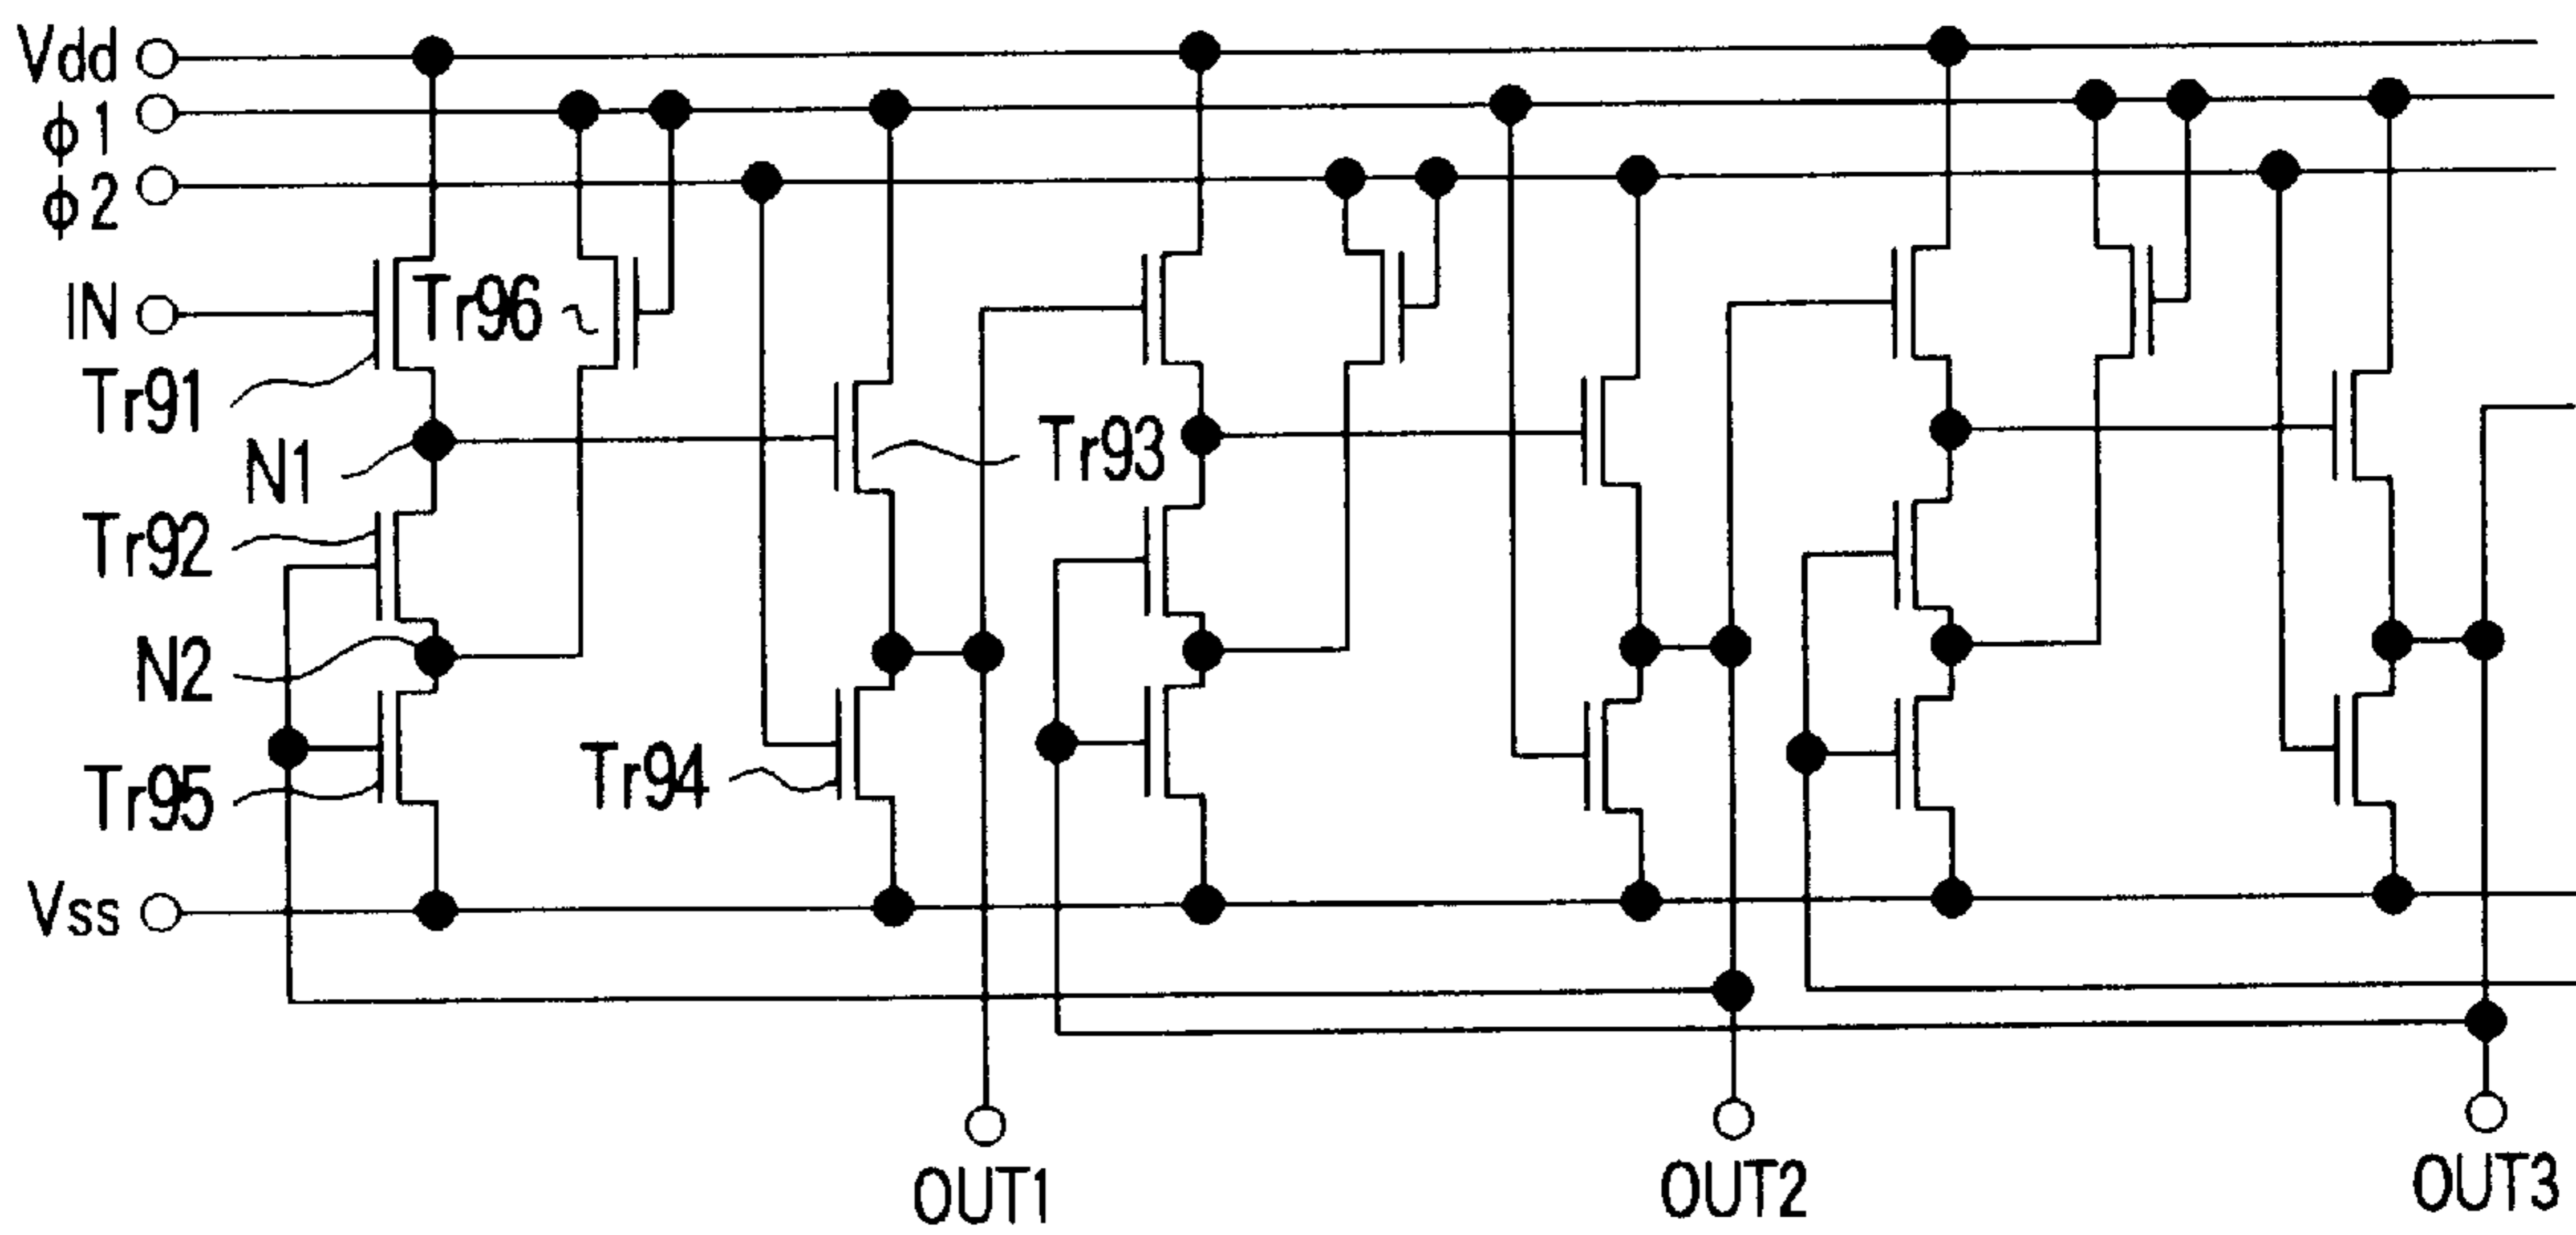 Vdd
ϕ1
ϕ2
IN
Tr96
Tr91
N1
Tr93
Tr92
N2
Tr94
Tr95
Vss
OUT1
OUT2
OUT3